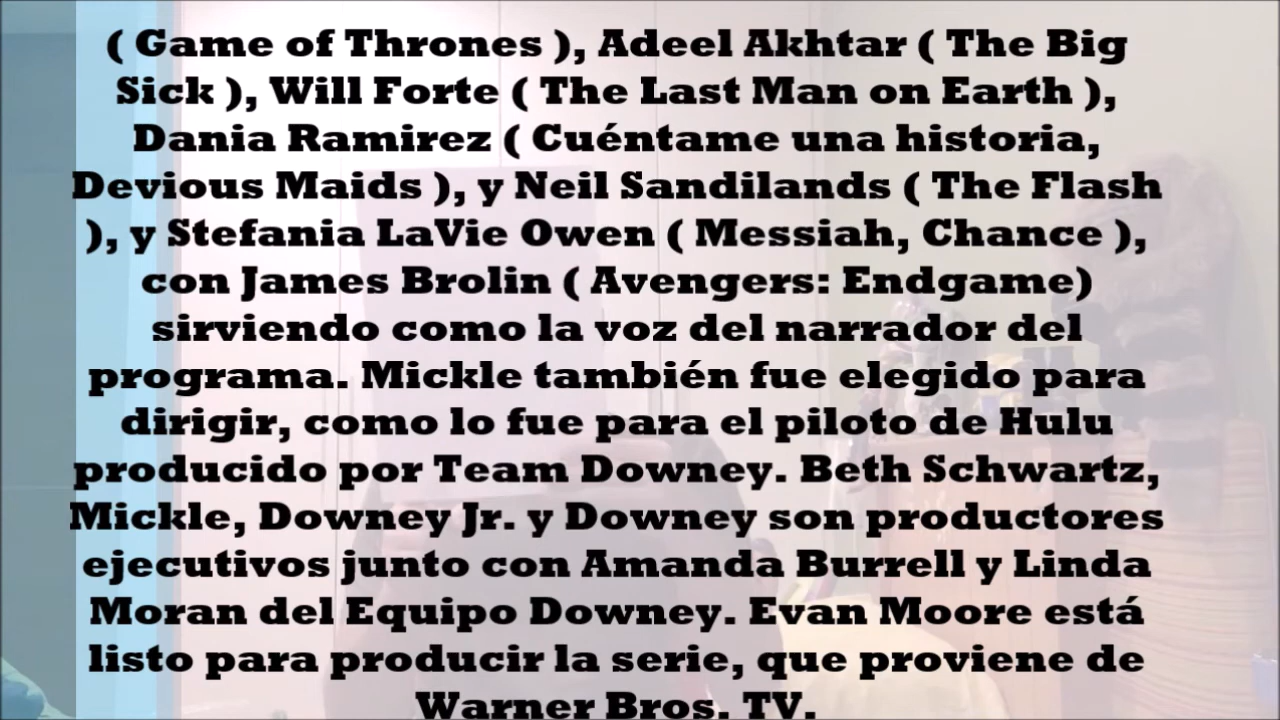 ( Game of Thrones ), Adeel Akhtar ( The Big
Sick ), Will Forte ( The Last Man on Earth ),
Dania Ramirez ( Cuéntame una historia,
Devious Maids ), y Neil Sandilands ( The Flash
), y Stefania LaVie Owen ( Messiah, Chance ),
con James Brolin ( Avengers: Endgame)
sirviendo como la voz del narrador del
programa. Mickle también fue elegido para
dirigir, como lo fue para el piloto de Hulu
producido por Team Downey. Beth Schwartz,
Mickle, Downey Jr. y Downey son productores
ejecutivos junto con Amanda Burrell y Linda
Moran del Equipo Downey. Evan Moore está
listo para producir la serie, que proviene de
Warner Bros. TV.